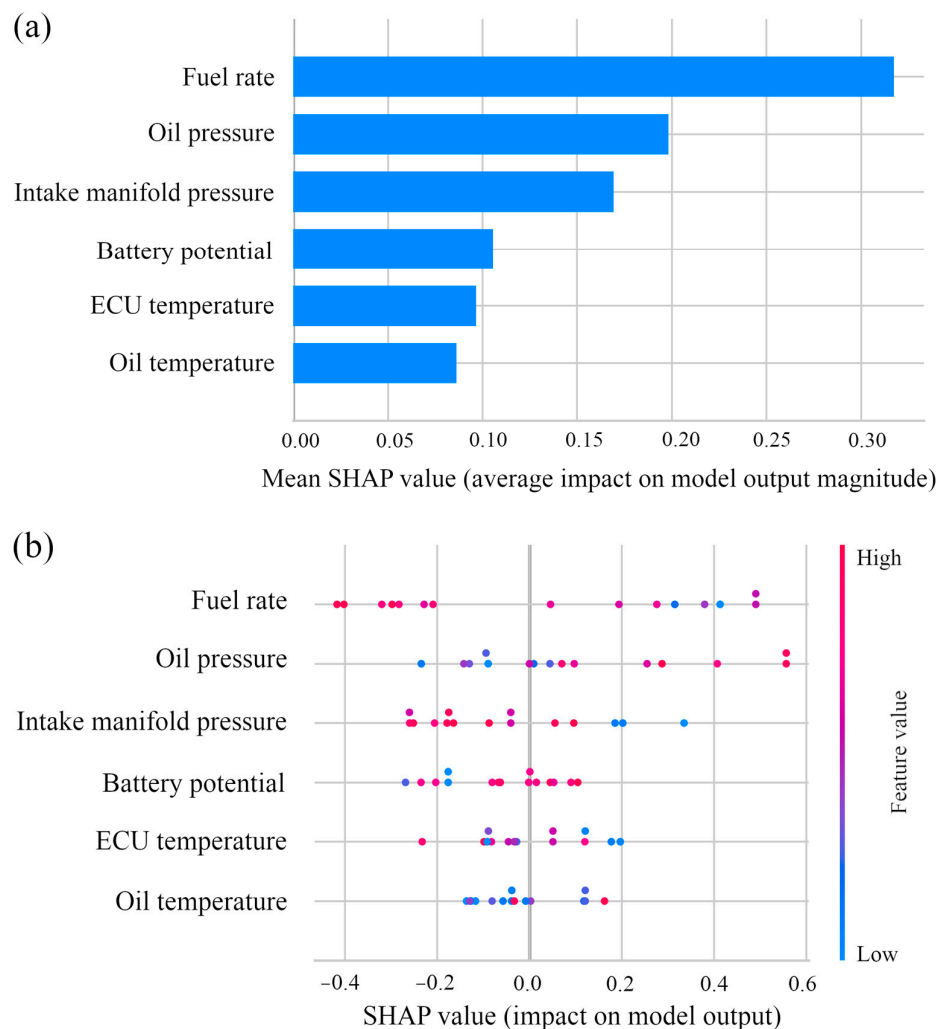 (a)
Fuel rate
Oil pressure
Intake manifold pressure
Battery potential
ECU temperature
Oil temperature
0.00 0.05 0.10 0.15 0.20 0.25 0.30
Mean SHAP value (average impact on model output magnitude)
(b)
High
Fuel rate
Oil pressure
Intake manifold pressure
Battery potential
ECU temperature
Oil temperature
Feature value
Low
−0.4 −0.2 0.0 0.2 0.4 0.6
SHAP value (impact on model output)